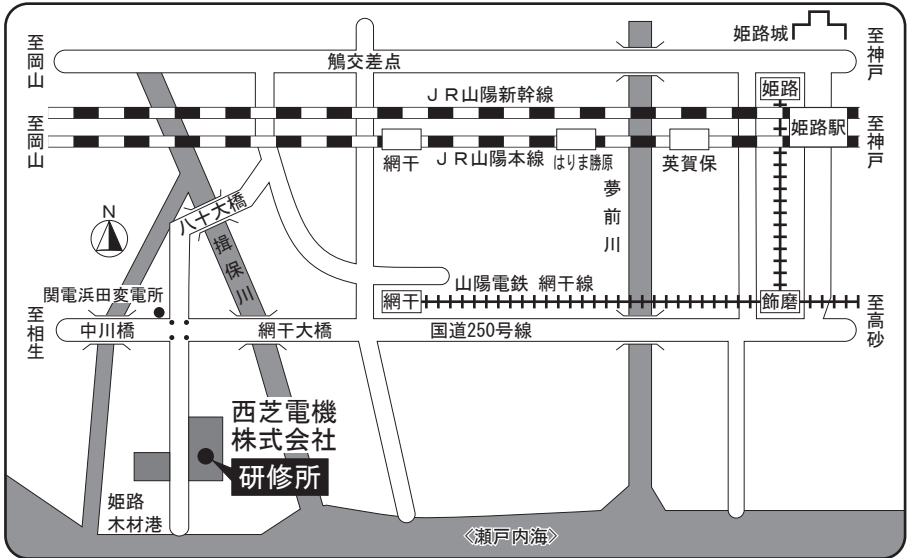 姫路城
至岡山
鵤交差点
至神戸
JR山陽新幹線
姫路
至岡山
姫路駅
至神戸
網干
JR山陽本線
はりま勝原
英賀保
夢前川
N
八十大橋
揖保川
関電浜田変電所
山陽電鉄 網干線
網干
飾磨
至相生
中川橋
網干大橋
国道250号線
至高砂
西芝電機
株式会社
研修所
姫路
木材港
〈瀬戸内海〉